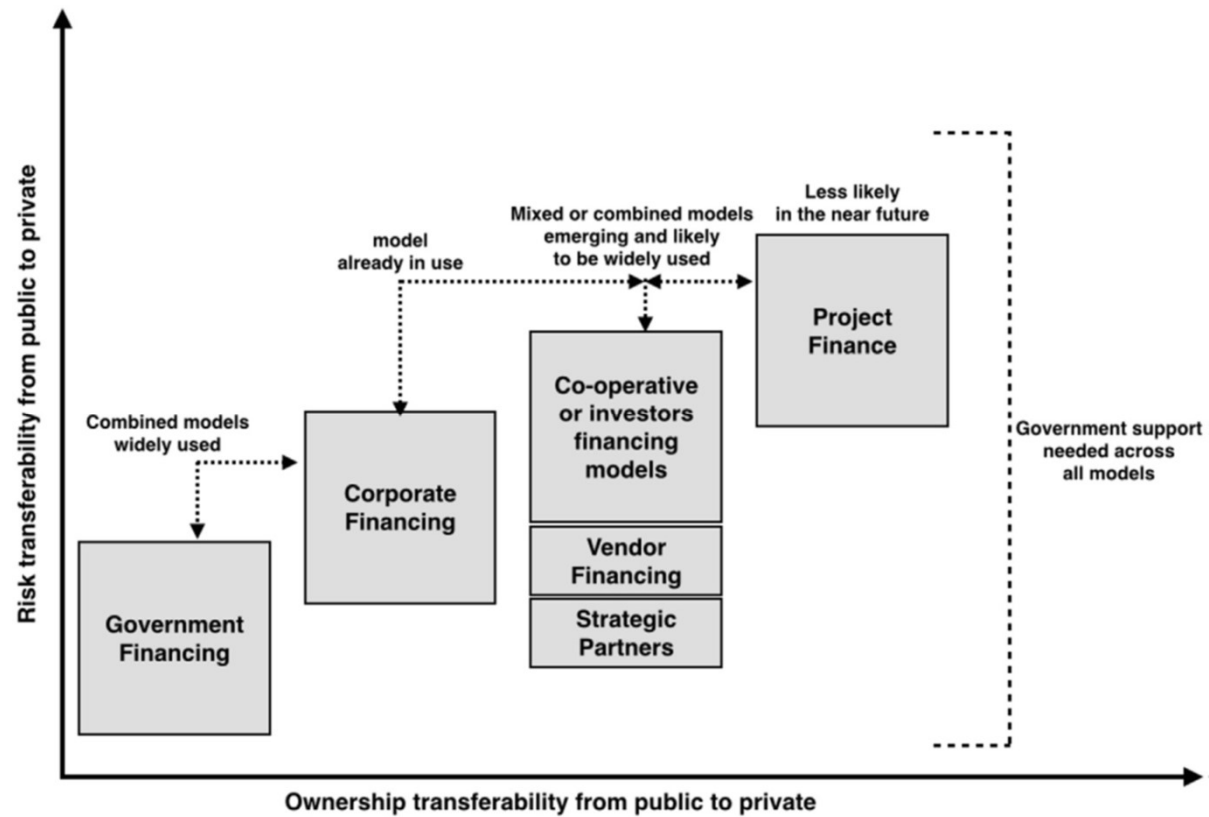 Risk transferability from public to private
Less likely
in the near future
Mixed or combined models
emerging and likely
to be widely used
model
already in use
Project
Finance
Co-operative
or investors
financing
models
Combined models
widely used
Government support
needed across
all models
Corporate
Financing
Vendor
Financing
Strategic
Partners
Government
Financing
Ownership transferability from public to private